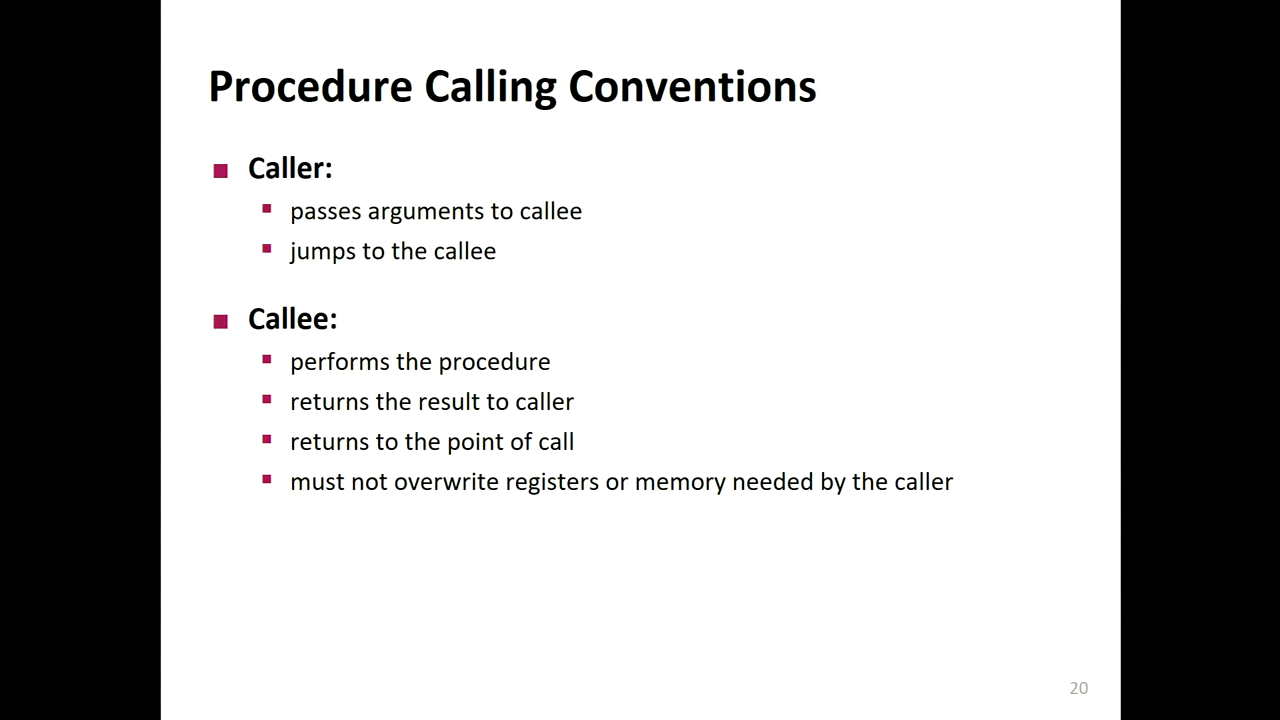 Procedure Calling Conventions
Caller:
passes arguments to callee
jumps to the callee
Callee:
performs the procedure
returns the result to caller
returns to the point of call
must not overwrite registers or memory needed by the caller
20